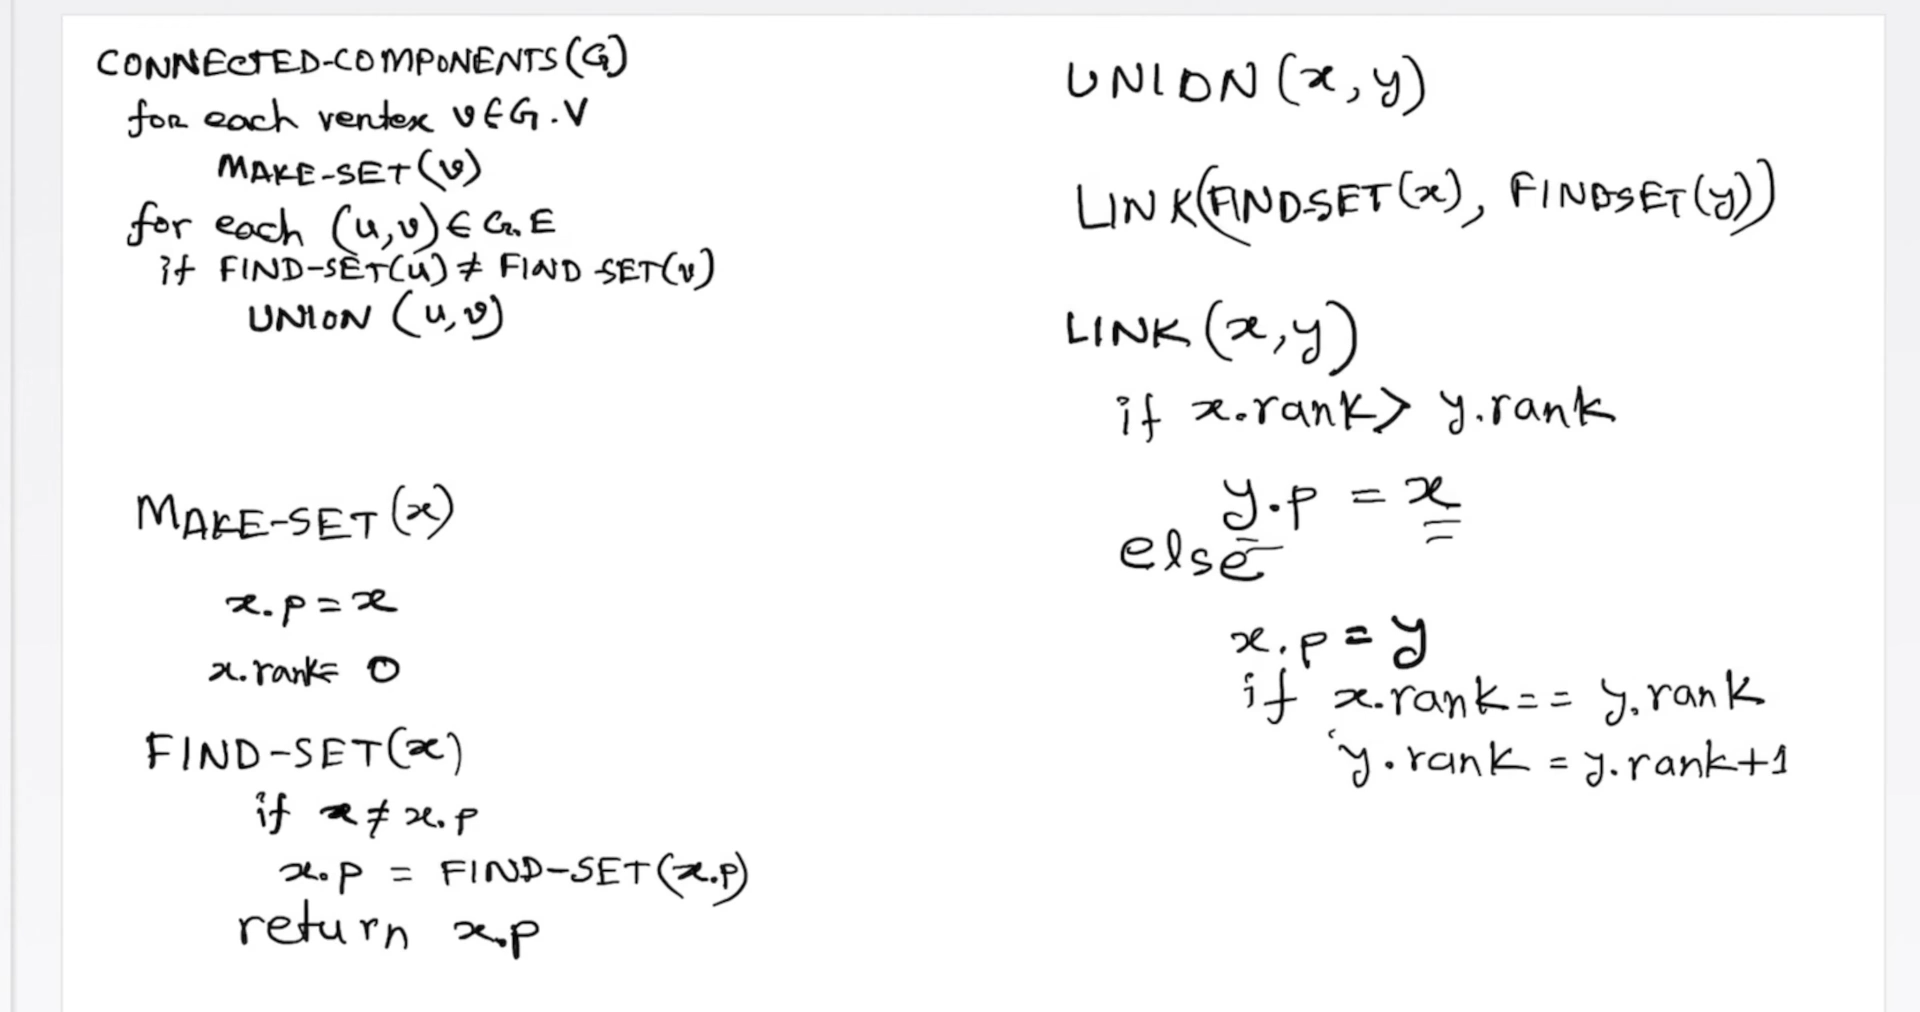 CONNECTED-COMPONENTS(G)
for each vertex v∈G.V
MAKE-SET(v)
for each (u,v)∈G.E
if FIND-SET(u) ≠ FIND SET(v)
UNION (u,v)
MAKE-SET(x)
x.p=x
x.rank= 0
FIND-SET(x)
if x ≠ x.p
x.p = FIND-SET(x.p)
return x.p
UNION (x,y)
LINK(FINDSET(x), FINDSET(y))
LINK (x,y)
if x.rank> y.rank
y.p = x
else
x.p = y
if x.rank== y.rank
y.rank = y.rank+1